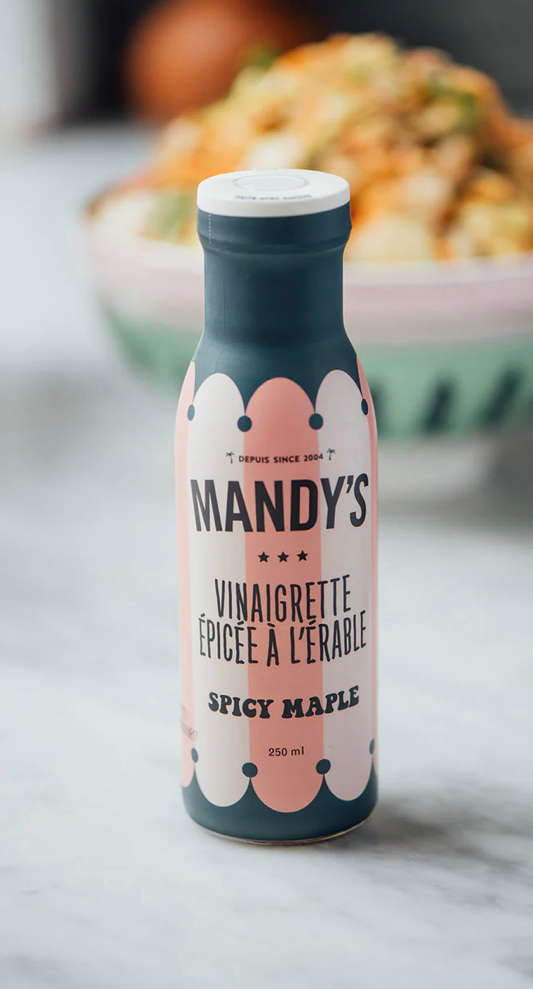 DEPUIS SINCE 2004
MANDY'S
VINAIGRETTE
ÉPICÉE À L'ÉRABLE
SPICY MAPLE
250 ml